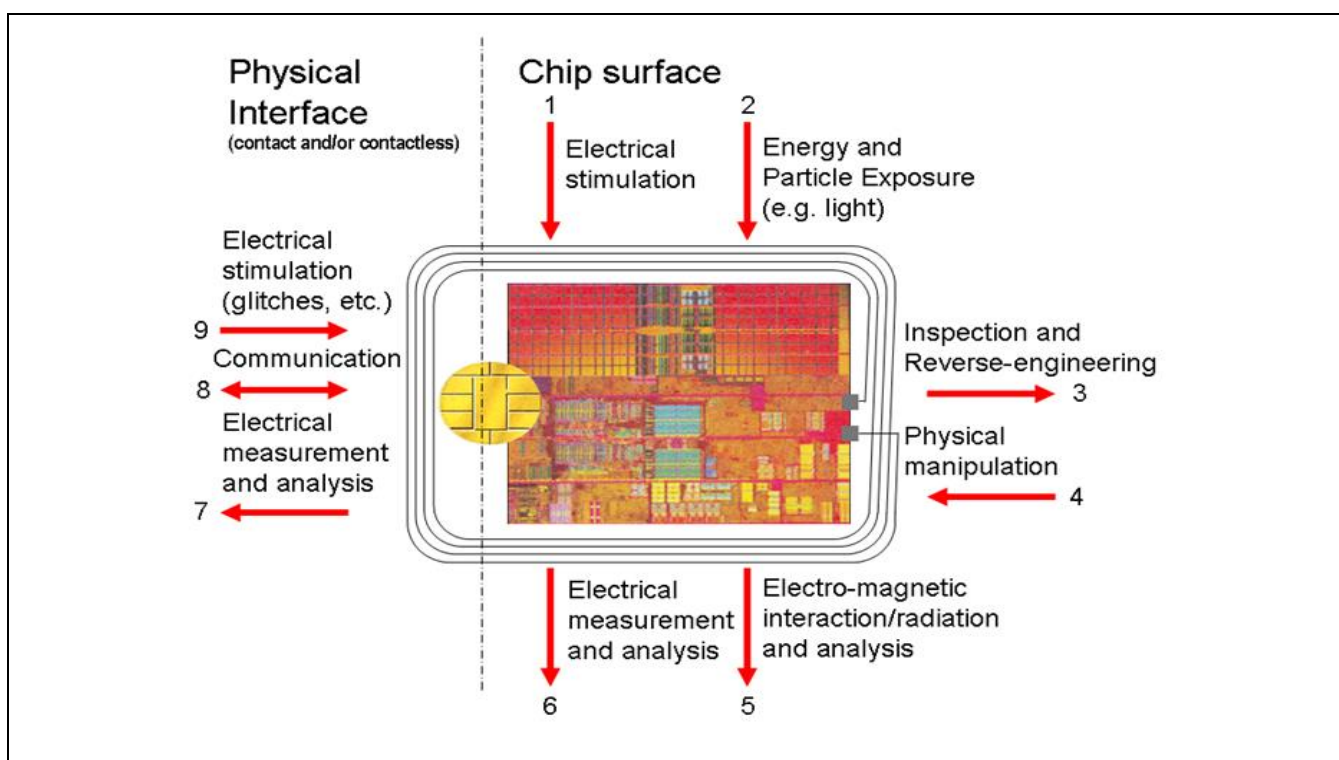 Physical
Interface
(contact and/or contactless)
Chip surface
1
Electrical
stimulation
2
Energy and
Particle Exposure
(e.g. light)
Electrical
stimulation
(glitches, etc.)
9
Communication
8
Electrical
measurement
and analysis
7
Inspection and
Reverse-engineering
3
Physical
manipulation
4
Electrical
measurement
and analysis
6
Electro-magnetic
interaction/radiation
and analysis
5